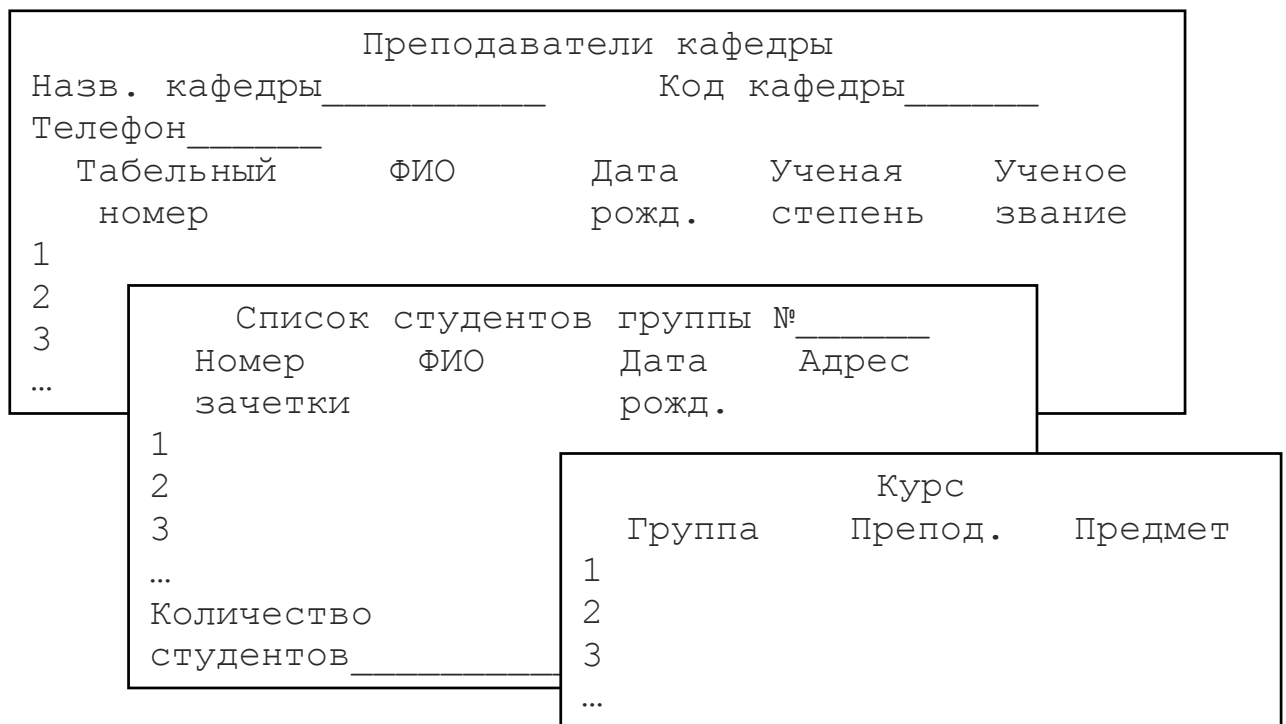 Преподаватели кафедры
Назв. кафедры__________ Код кафедры______
Телефон______
Табельный ФИО Дата Ученая Ученое
номер рожд. степень звание
1
2
3
…
Список студентов группы №______
Номер ФИО Дата Адрес
зачетки рожд.
1
2
3
…
Количество
студентов__________
Курс
Группа Препод. Предмет
1
2
3
…